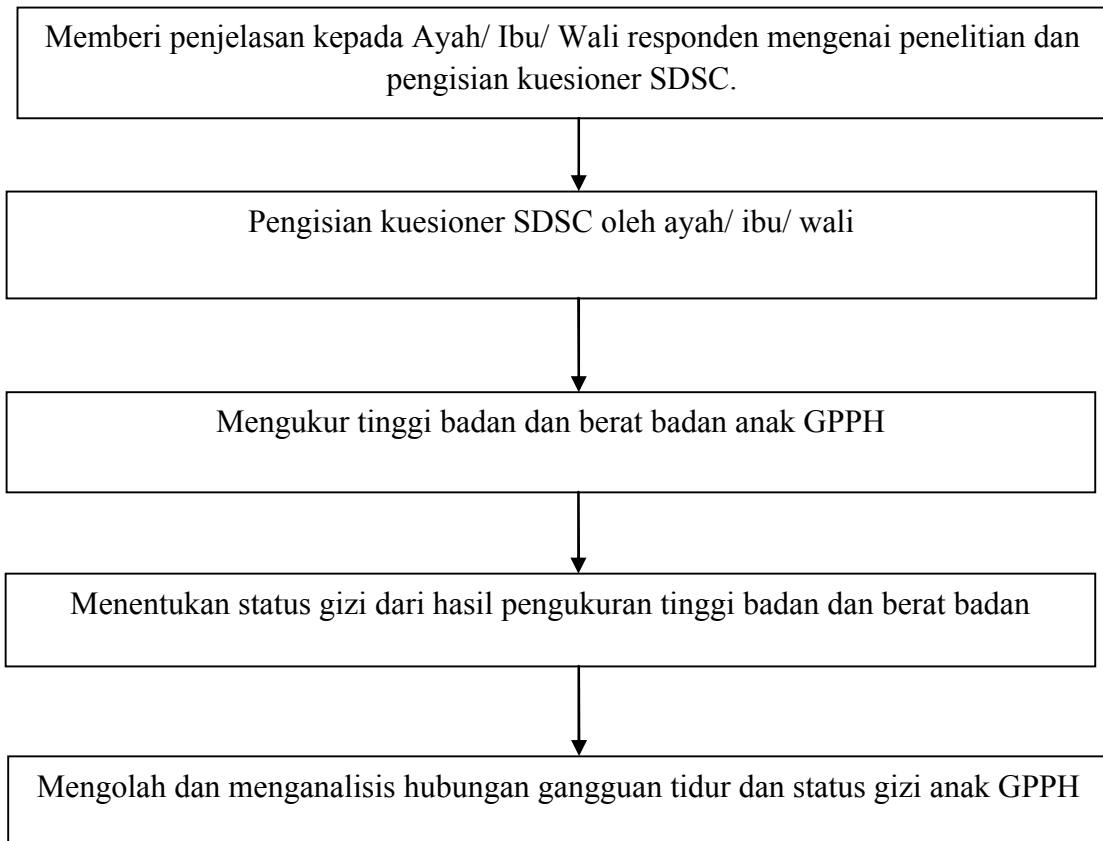 Memberi penjelasan kepada Ayah/ Ibu/ Wali responden mengenai penelitian dan
pengisian kuesioner SDSC.
Pengisian kuesioner SDSC oleh ayah/ ibu/ wali
Mengukur tinggi badan dan berat badan anak GPPH
Menentukan status gizi dari hasil pengukuran tinggi badan dan berat badan
Mengolah dan menganalisis hubungan gangguan tidur dan status gizi anak GPPH